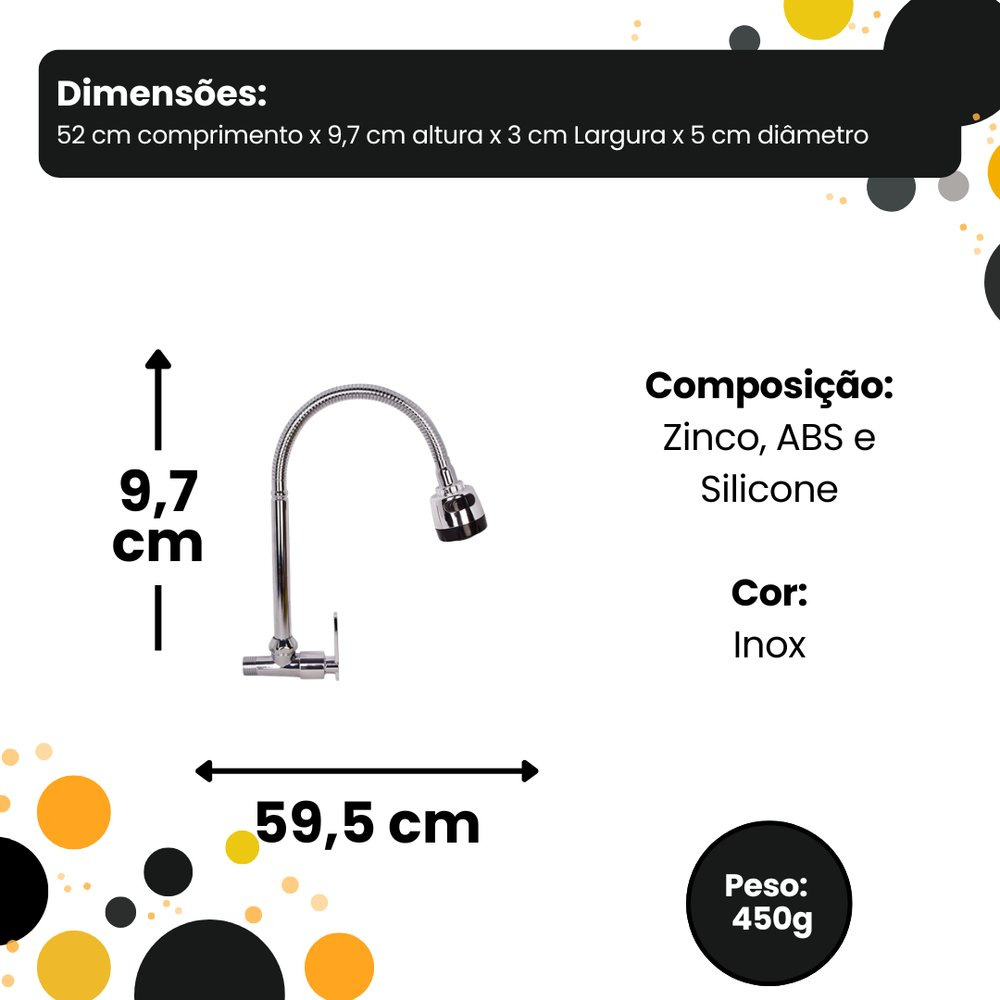 Dimensões:
52 cm comprimento x 9,7 cm altura x 3 cm Largura x 5 cm diâmetro
9,7
cm
Composição:
Zinco, ABS e
Silicone
Cor:
Inox
59,5 cm
Peso:
450g